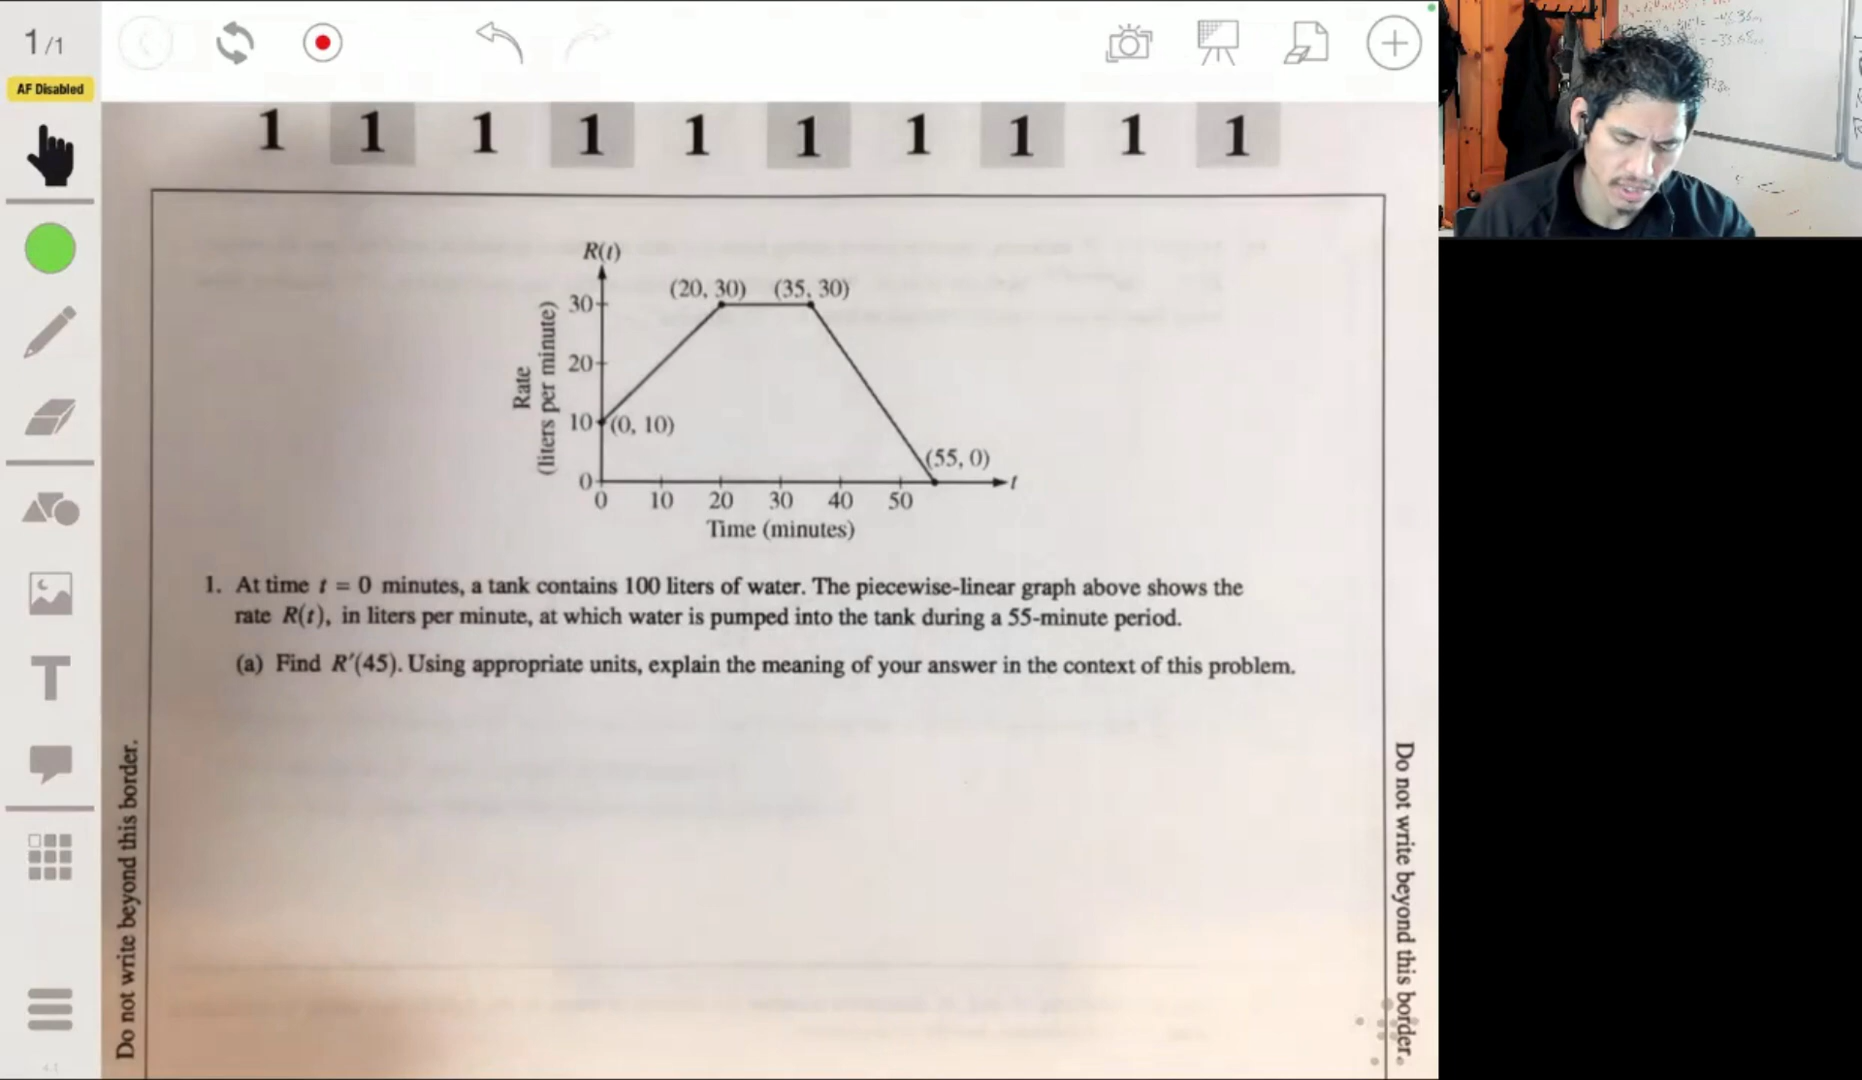 1/1
AF Disabled
1 1 1 1 1 1 1 1 1 1
R(t)
(20, 30) (35, 30)
30
20
10
(0, 10)
(55, 0)
0
t
0 10 20 30 40 50
Rate
(liters per minute)
Time (minutes)
1. At time t = 0 minutes, a tank contains 100 liters of water. The piecewise-linear graph above shows the
rate R(t), in liters per minute, at which water is pumped into the tank during a 55-minute period.
(a) Find R′(45). Using appropriate units, explain the meaning of your answer in the context of this problem.
Do not write beyond this border.
Do not write beyond this border.
T